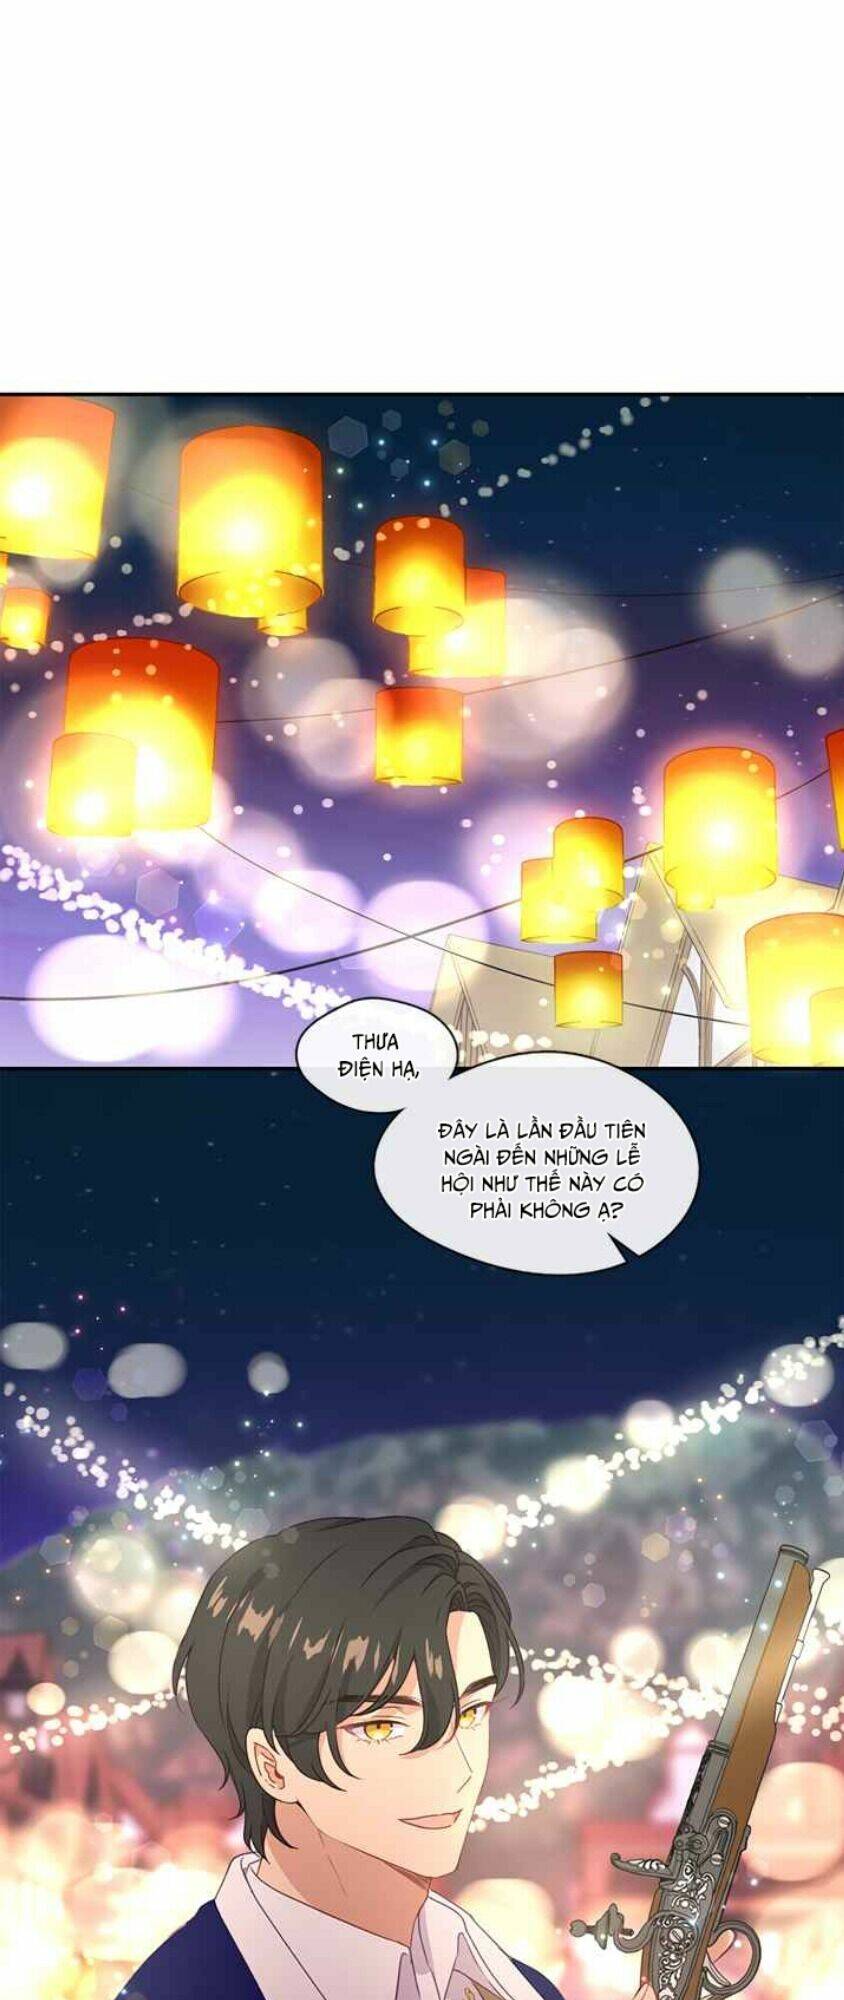 THƯA
ĐIỆN HẠ,
ĐÂY LÀ LẦN ĐẦU TIÊN
NGÀI ĐẾN NHỮNG LỄ
HỘI NHƯ THẾ NÀY CÓ
PHẢI KHÔNG Ạ?